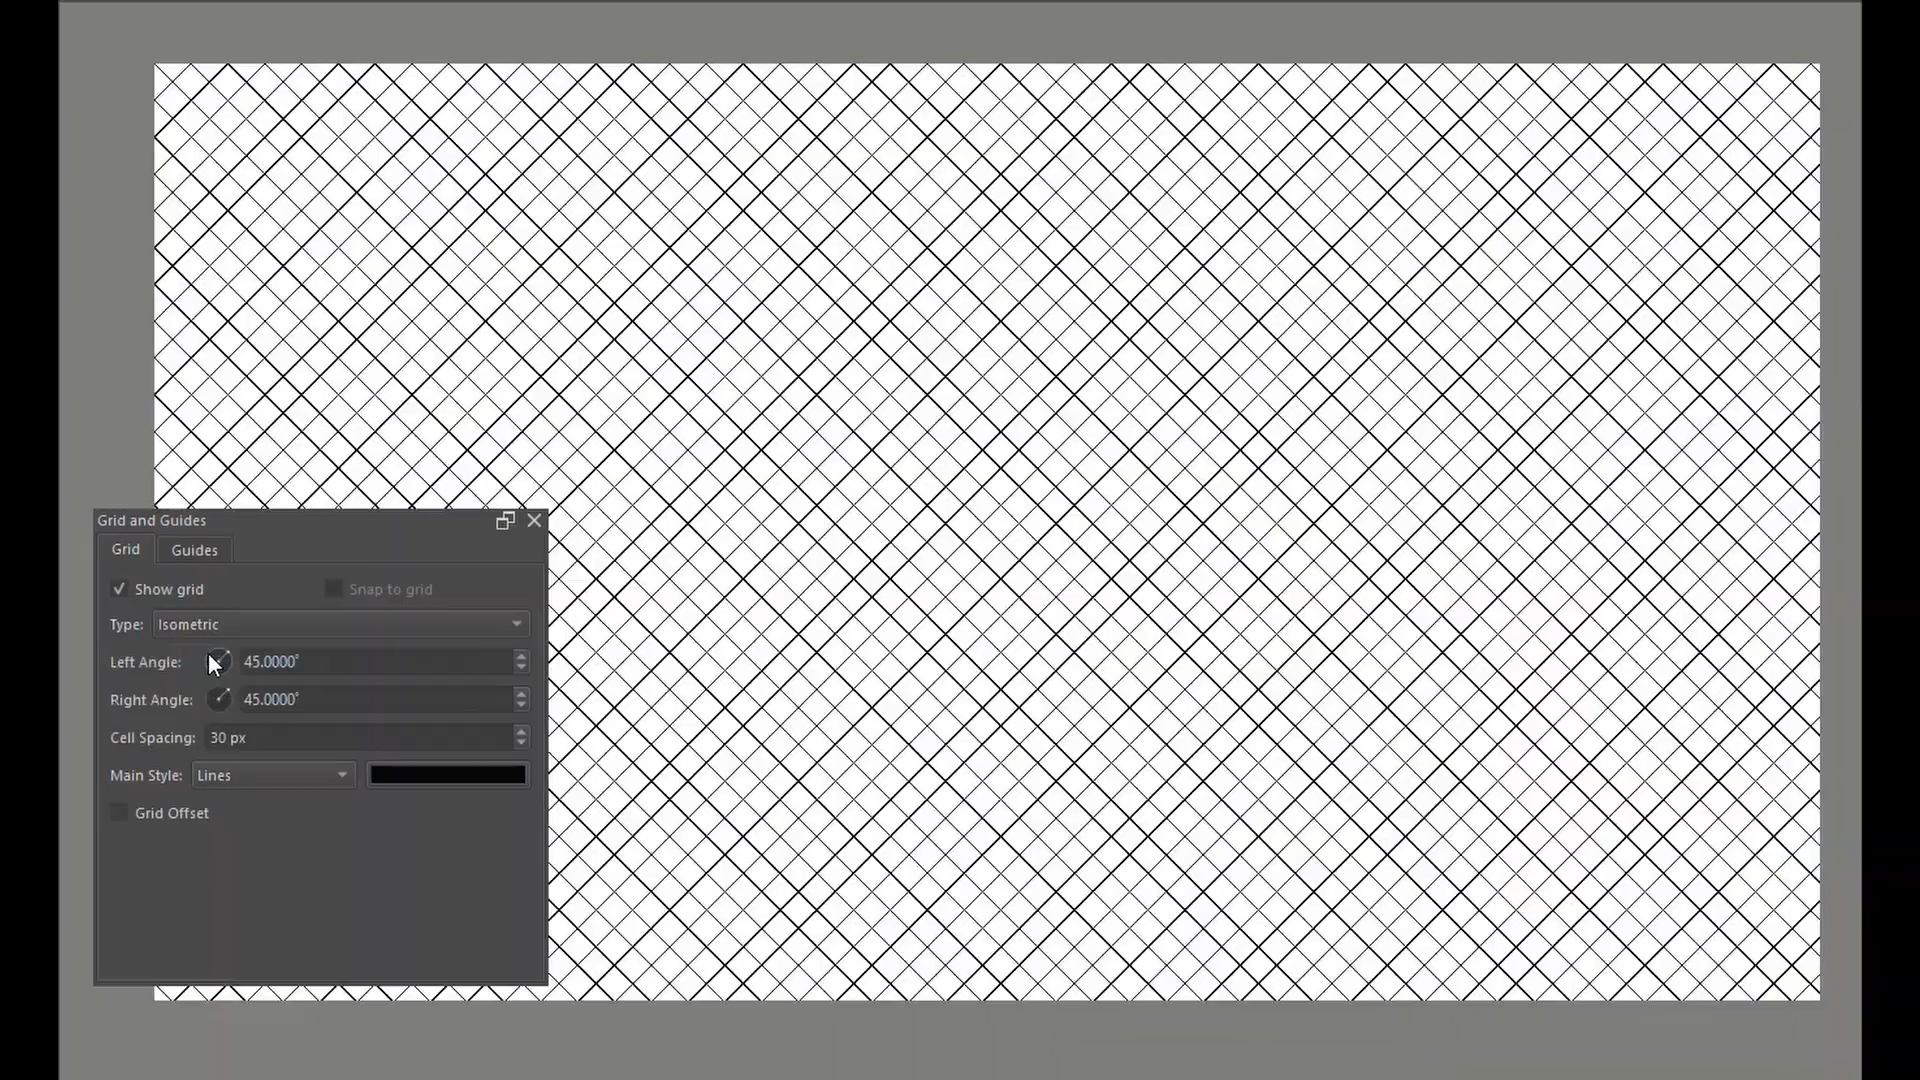 Grid and Guides
Grid Guides
Show grid Snap to grid
Type: Isometric
Left Angle: 45.0000°
Right Angle: 45.0000°
Cell Spacing: 30 px
Main Style: Lines
Grid Offset